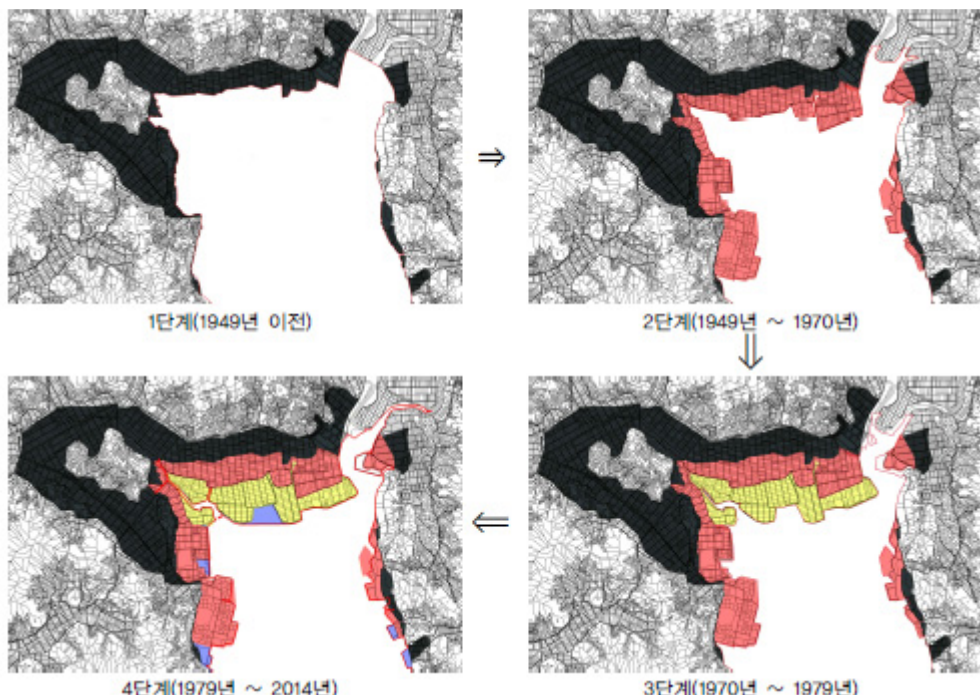 1단계(1949년 이전)
⇒
2단계(1949년 ~ 1970년)
⇓
⇐
4단계(1979년 ~ 2014년)
3단계(1970년 ~ 1979년)